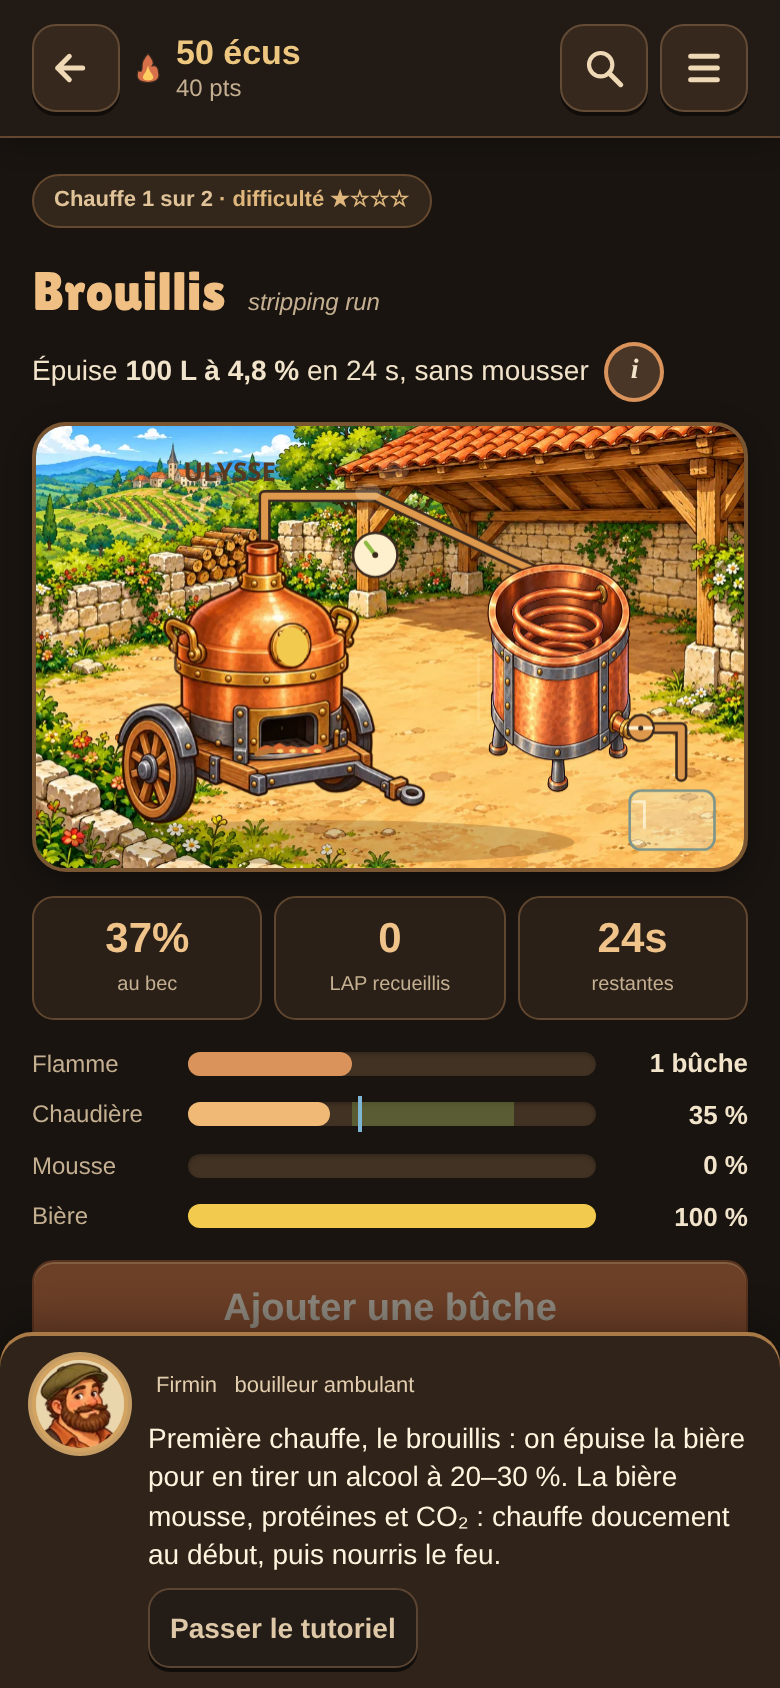 50 écus
40 pts
Chauffe 1 sur 2 · difficulté ★☆☆☆
Brouillis stripping run
Épuise 100 L à 4,8 % en 24 s, sans mousser i
ULYSSE
37% 0 24s
au bec LAP recueillis restantes
Flamme 1 bûche
Chaudière 35 %
Mousse 0 %
Bière 100 %
Ajouter une bûche
Firmin bouilleur ambulant
Première chauffe, le brouillis : on épuise la bière
pour en tirer un alcool à 20–30 %. La bière
mousse, protéines et CO₂ : chauffe doucement
au début, puis nourris le feu.
Passer le tutoriel